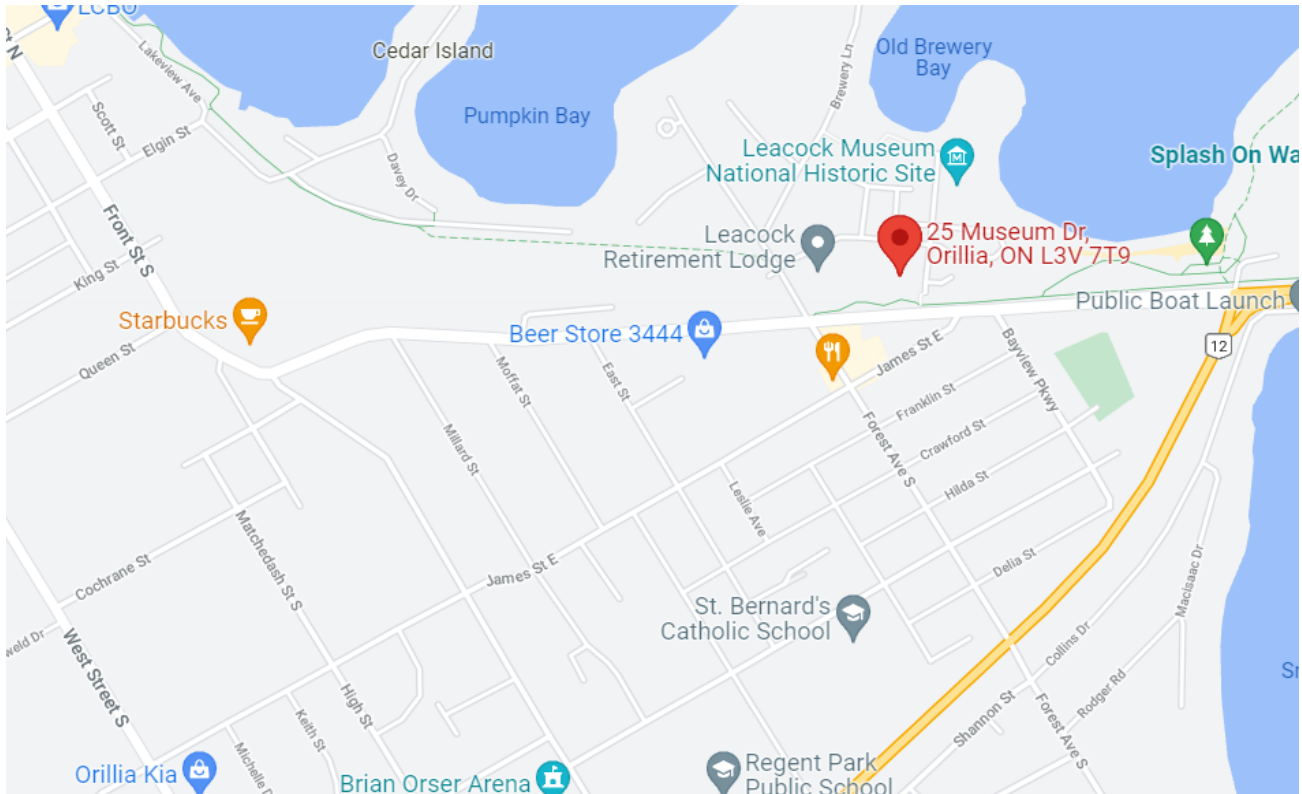 LCBO
St N
Lakeview Ave
Cedar Island
Old Brewery
Bay
Brewery Ln
Scott St
Elgin St
Pumpkin Bay
Leacock Museum
National Historic Site
Splash On Wa
Davey Dr
Front St S
King St
Leacock
Retirement Lodge
25 Museum Dr,
Orillia, ON L3V 7T9
Public Boat Launch
Starbucks
Queen St
Beer Store 3444
12
James St E
Bayview Pkwy
Moffat St
East St
Franklin St
Forest Ave S
Crawford St
Millard St
Hilda St
Leslie Ave
Matchedash St S
Cochrane St
James St E
Delia St
Macisaac Dr
St. Bernard's
Catholic School
weld Dr
West Street S
Collins Dr
High St
Keith St
Shannon St
Rodger Rd
Forest Ave S
Michelle D
Orillia Kia
Brian Orser Arena
Regent Park
Public School